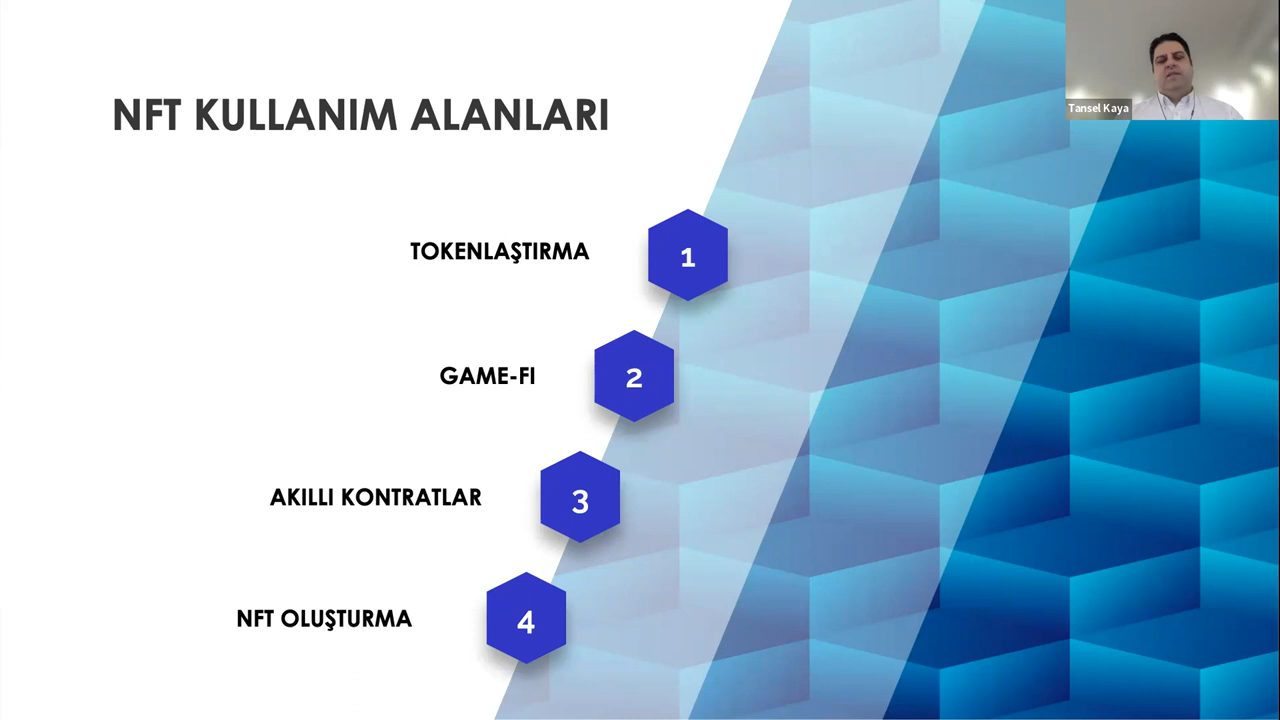 NFT KULLANIM ALANLARI
Tansel Kaya
TOKENLAŞTIRMA
1
GAME-FI
2
AKILLI KONTRATLAR
3
NFT OLUŞTURMA
4